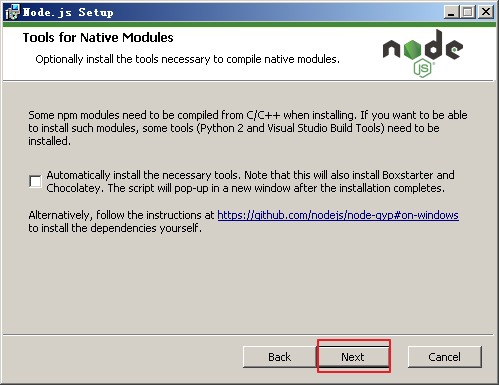 Node.js Setup
Tools for Native Modules
Optionally install the tools necessary to compile native modules.
node
JS
Some npm modules need to be compiled from C/C++ when installing. If you want to be able
to install such modules, some tools (Python 2 and Visual Studio Build Tools) need to be
installed.
Automatically install the necessary tools. Note that this will also install Boxstarter and
Chocolatey. The script will pop-up in a new window after the installation completes.
Alternatively, follow the instructions at https://github.com/nodejs/node-gyp#on-windows
to install the dependencies yourself.
Back Next Cancel